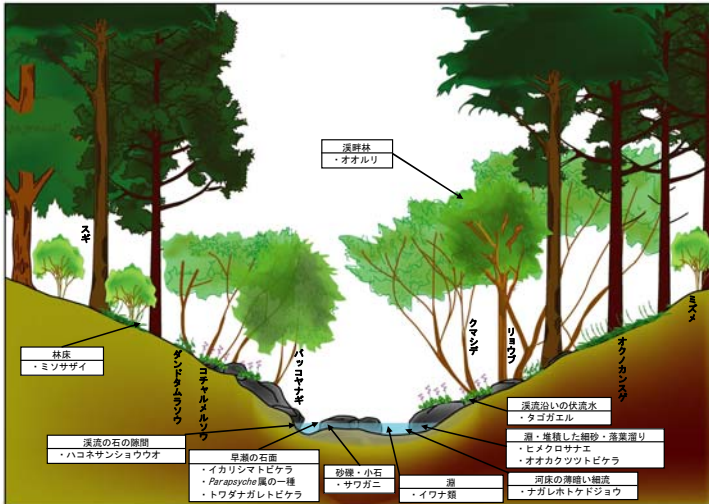 渓畔林
・オオルリ
スギ
ミズメ
クマシデ
リョウブ
オクノカンスゲ
バッコヤナギ
林床
・ミソサザイ
ダンドタムラソウ
コチャルメルソウ
渓流沿いの伏流水
・タゴガエル
渓流の石の隙間
・ハコネサンショウウオ
早瀬の石面
・イカリシマトビケラ
・Parapsyche属の一種
・トワダナガレトビケラ
砂礫・小石
・サワガニ
淵
・イワナ類
淵・堆積した細砂・落葉溜り
・ヒメクロサナエ
・オオカクツツトビケラ
河床の薄暗い細流
・ナガレホトケドジョウ